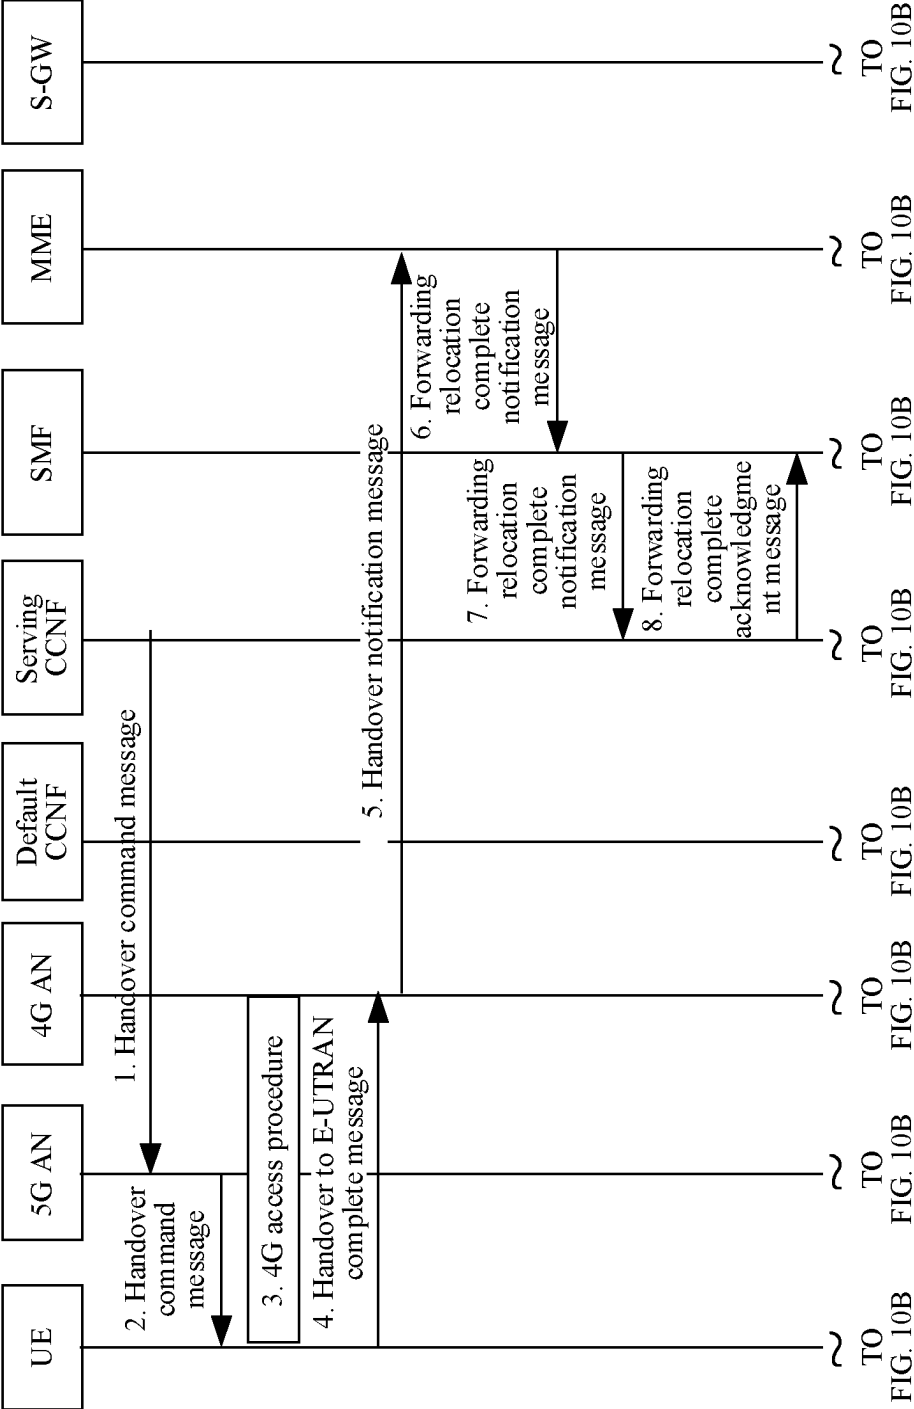 UE
5G AN
4G AN
Default
CCNF
Serving
CCNF
SMF
MME
S-GW
1. Handover command message
2. Handover
command
message
3. 4G access procedure
4. Handover to E-UTRAN
complete message
5. Handover notification message
6. Forwarding
relocation
complete
notification
message
7. Forwarding
relocation
complete
notification
message
8. Forwarding
relocation
complete
acknowledgme
nt message
TO
FIG. 10B
TO
FIG. 10B
TO
FIG. 10B
TO
FIG. 10B
TO
FIG. 10B
TO
FIG. 10B
TO
FIG. 10B
TO
FIG. 10B